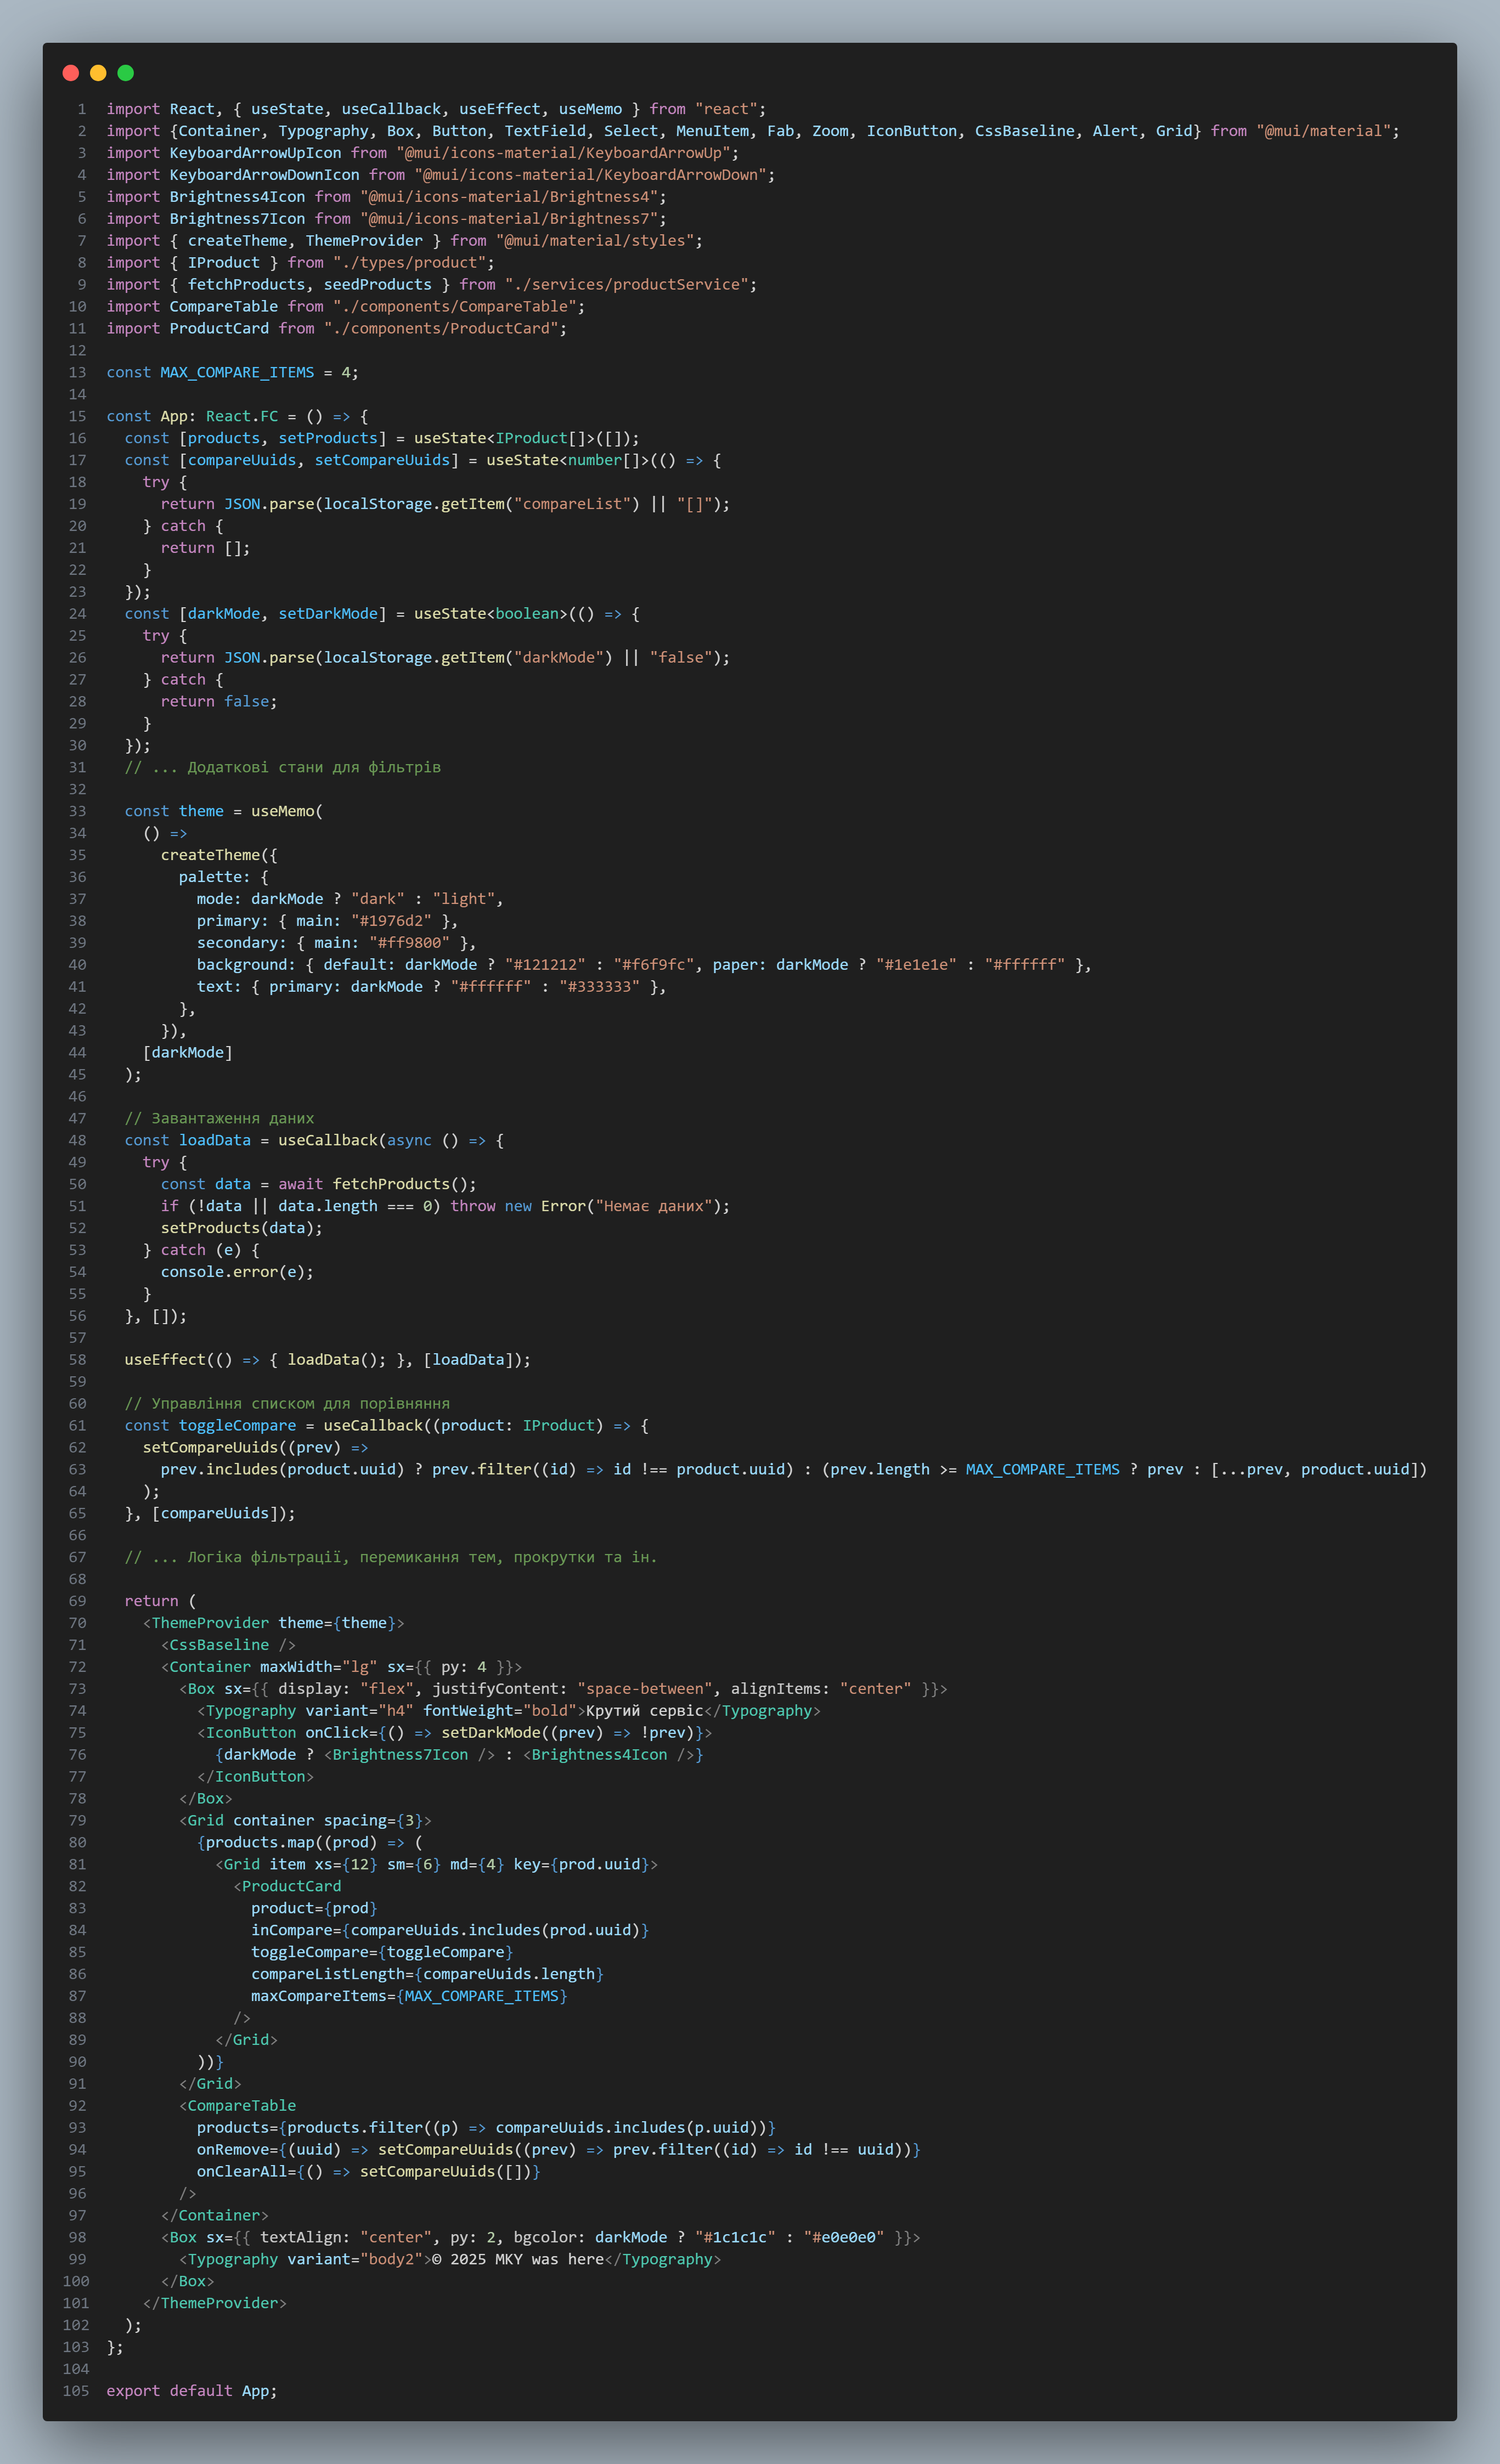 1 import React, { useState, useCallback, useEffect, useMemo } from "react";
2 import {Container, Typography, Box, Button, TextField, Select, MenuItem, Fab, Zoom, IconButton, CssBaseline, Alert, Grid} from "@mui/material";
3 import KeyboardArrowUpIcon from "@mui/icons-material/KeyboardArrowUp";
4 import KeyboardArrowDownIcon from "@mui/icons-material/KeyboardArrowDown";
5 import Brightness4Icon from "@mui/icons-material/Brightness4";
6 import Brightness7Icon from "@mui/icons-material/Brightness7";
7 import { createTheme, ThemeProvider } from "@mui/material/styles";
8 import { IProduct } from "./types/product";
9 import { fetchProducts, seedProducts } from "./services/productService";
10 import CompareTable from "./components/CompareTable";
11 import ProductCard from "./components/ProductCard";
12
13 const MAX_COMPARE_ITEMS = 4;
14
15 const App: React.FC = () => {
16   const [products, setProducts] = useState<IProduct[]>([]);
17   const [compareUuids, setCompareUuids] = useState<number[]>(() => {
18     try {
19       return JSON.parse(localStorage.getItem("compareList") || "[]");
20     } catch {
21       return [];
22     }
23   });
24   const [darkMode, setDarkMode] = useState<boolean>(() => {
25     try {
26       return JSON.parse(localStorage.getItem("darkMode") || "false");
27     } catch {
28       return false;
29     }
30   });
31   // ... Додаткові стани для фільтрів
32
33   const theme = useMemo(
34     () =>
35       createTheme({
36         palette: {
37           mode: darkMode ? "dark" : "light",
38           primary: { main: "#1976d2" },
39           secondary: { main: "#ff9800" },
40           background: { default: darkMode ? "#121212" : "#f6f9fc", paper: darkMode ? "#1e1e1e" : "#ffffff" },
41           text: { primary: darkMode ? "#ffffff" : "#333333" },
42         },
43       }),
44     [darkMode]
45   );
46
47   // Завантаження даних
48   const loadData = useCallback(async () => {
49     try {
50       const data = await fetchProducts();
51       if (!data || data.length === 0) throw new Error("Немає даних");
52       setProducts(data);
53     } catch (e) {
54       console.error(e);
55     }
56   }, []);
57
58   useEffect(() => { loadData(); }, [loadData]);
59
60   // Управління списком для порівняння
61   const toggleCompare = useCallback((product: IProduct) => {
62     setCompareUuids((prev) =>
63       prev.includes(product.uuid) ? prev.filter((id) => id !== product.uuid) : (prev.length >= MAX_COMPARE_ITEMS ? prev : [...prev, product.uuid])
64     );
65   }, [compareUuids]);
66
67   // ... Логіка фільтрації, перемикання тем, прокрутки та ін.
68
69   return (
70     <ThemeProvider theme={theme}>
71       <CssBaseline />
72       <Container maxWidth="lg" sx={{ py: 4 }}>
73         <Box sx={{ display: "flex", justifyContent: "space-between", alignItems: "center" }}>
74           <Typography variant="h4" fontWeight="bold">Крутий сервіс</Typography>
75           <IconButton onClick={() => setDarkMode((prev) => !prev)}>
76             {darkMode ? <Brightness7Icon /> : <Brightness4Icon />}
77           </IconButton>
78         </Box>
79         <Grid container spacing={3}>
80           {products.map((prod) => (
81             <Grid item xs={12} sm={6} md={4} key={prod.uuid}>
82               <ProductCard
83                 product={prod}
84                 inCompare={compareUuids.includes(prod.uuid)}
85                 toggleCompare={toggleCompare}
86                 compareListLength={compareUuids.length}
87                 maxCompareItems={MAX_COMPARE_ITEMS}
88               />
89             </Grid>
90           ))}
91         </Grid>
92         <CompareTable
93           products={products.filter((p) => compareUuids.includes(p.uuid))}
94           onRemove={(uuid) => setCompareUuids((prev) => prev.filter((id) => id !== uuid))}
95           onClearAll={() => setCompareUuids([])}
96         />
97       </Container>
98       <Box sx={{ textAlign: "center", py: 2, bgcolor: darkMode ? "#1c1c1c" : "#e0e0e0" }}>
99         <Typography variant="body2">© 2025 MKY was here</Typography>
100       </Box>
101     </ThemeProvider>
102   );
103 };
104
105 export default App;